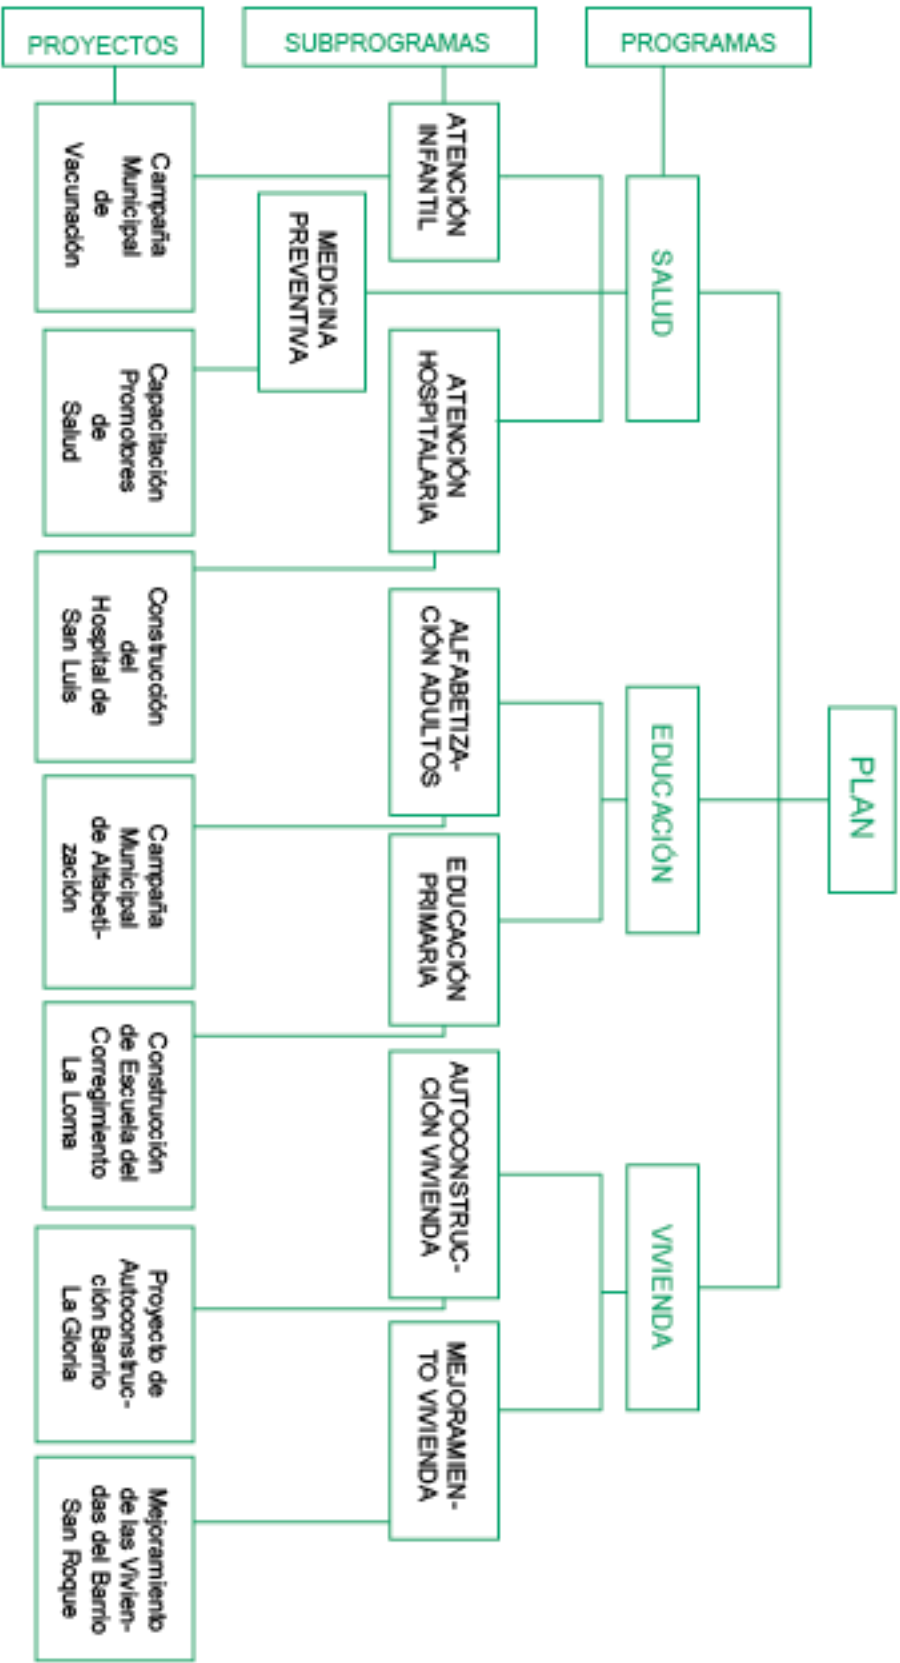 PROYECTOS
SUBPROGRAMAS
PROGRAMAS
PLAN
SALUD
EDUCACIÓN
VIVIENDA
ATENCIÓN
INFANTIL
MEDICINA
PREVENTIVA
ATENCIÓN
HOSPITALARIA
ALFABETIZA-
CIÓN ADULTOS
EDUCACIÓN
PRIMARIA
AUTOCONSTRUC-
CIÓN VIVIENDA
MEJORAMIEN-
TO VIVIENDA
Campaña
Municipal
de
Vacunación
Capacitación
Promotores
de
Salud
Construcción
del
Hospital de
San Luis
Campaña
Municipal
de Alfabeti-
zación
Construcción
de Escuela del
Corregimiento
La Loma
Proyecto de
Autoconstruc-
ción Barrio
La Gloria
Mejoramiento
de las Vivien-
das del Barrio
San Roque